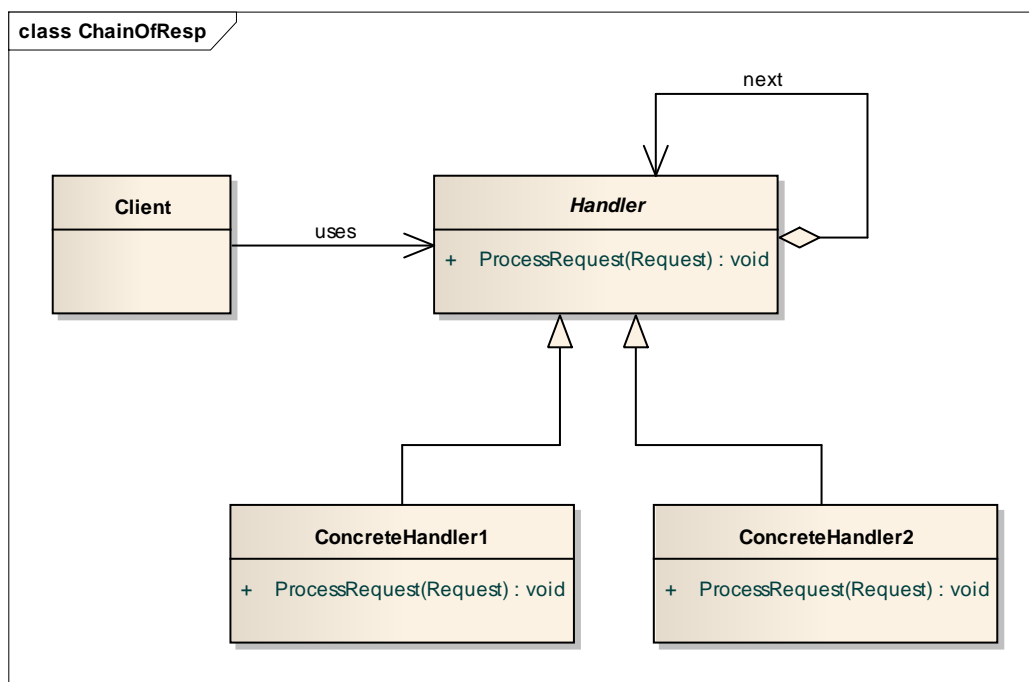 class ChainOfResp
next
Client
Handler
uses
+ ProcessRequest(Request) : void
ConcreteHandler1
+ ProcessRequest(Request) : void
ConcreteHandler2
+ ProcessRequest(Request) : void